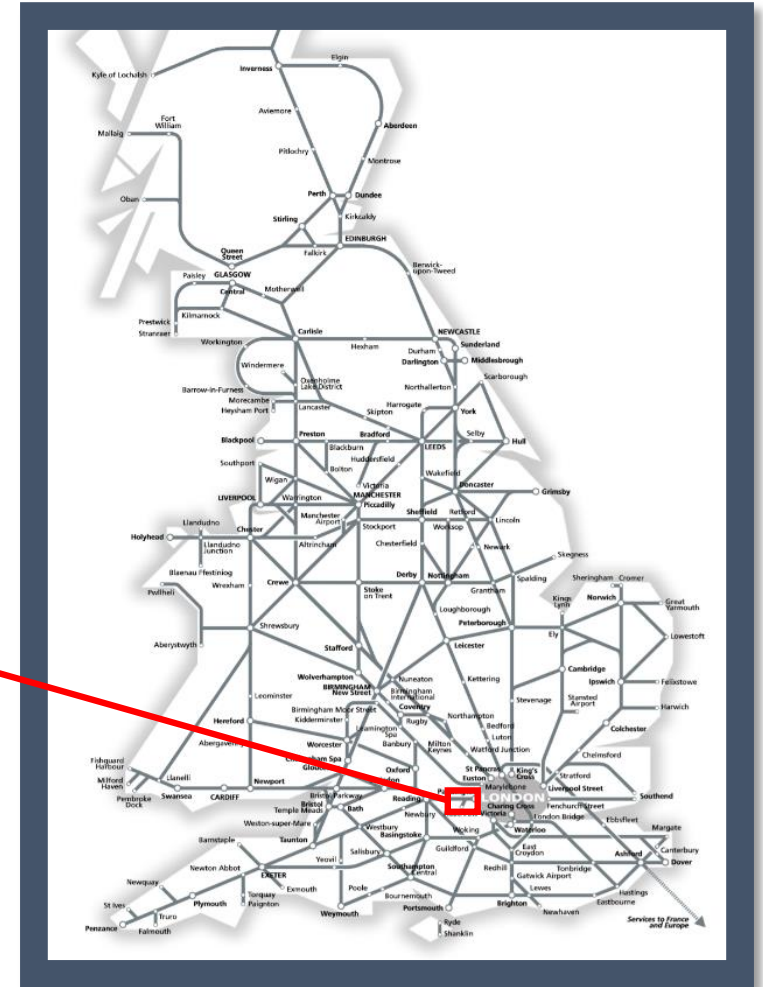 Elgin
Inverness
Kyle of Lochalsh
Aviemore
Fort
William
Mallaig
Aberdeen
Pitlochry
Montrose
Perth
Dundee
Oban
Stirling
Kirkcaldy
EDINBURGH
Queen
Street
Falkirk
Berwick-
upon-Tweed
Paisley
GLASGOW
Central
Motherwell
Prestwick
Kilmarnock
Stranraer
Carlisle
NEWCASTLE
Workington
Hexham
Sunderland
Durham
Darlington
Middlesbrough
Windermere
Scarborough
Oxenholme
Lake District
Barrow-in-Furness
Northallerton
Morecambe
Heysham Port
Lancaster
Harrogate
York
Skipton
Blackpool
Preston
Bradford
Selby
Hull
Blackburn
LEEDS
Southport
Huddersfield
Bolton
Wakefield
Wigan
Victoria
MANCHESTER
Piccadilly
Doncaster
Grimsby
LIVERPOOL
Warrington
Manchester
Airport
Sheffield
Retford
Llandudno
Chester
Stockport
Worksop
Lincoln
Holyhead
Llandudno
Junction
Altrincham
Chesterfield
Newark
Skegness
Blaenau Ffestiniog
Wrexham
Crewe
Stoke
on Trent
Derby
Nottingham
Grantham
Spalding
Sheringham
Cromer
Pwllheli
Kings
Lynn
Norwich
Great
Yarmouth
Loughborough
Shrewsbury
Peterborough
Ely
Lowestoft
Aberystwyth
Stafford
Leicester
Wolverhampton
BIRMINGHAM
New Street
Nuneaton
Birmingham
International
Kettering
Cambridge
Ipswich
Felixstowe
Leominster
Birmingham Moor Street
Coventry
Stevenage
Stansted
Airport
Harwich
Hereford
Kidderminster
Rugby
Northampton
Leamington
Spa
Bedford
Colchester
Abergavenny
Worcester
Banbury
Milton
Keynes
Luton
Watford Junction
Chelmsford
Fishguard
Harbour
Oxford
St Pancras
Euston
King's
Cross
Stratford
Milford
Haven
Llanelli
Newport
Marylebone
Liverpool Street
Pembroke
Dock
Swansea
CARDIFF
Bristol Parkway
Reading
LONDON
Southend
Bristol
Temple Meads
Bath
Newbury
Charing Cross
Victoria
Fenchurch Street
London Bridge
Ebbsfleet
Weston-super-Mare
Westbury
Basingstoke
Woking
Waterloo
Margate
Barnstaple
Taunton
Salisbury
Guildford
East
Croydon
Canterbury
Ashford
Dover
Newton Abbot
Yeovil
Southampton
Central
Redhill
Gatwick Airport
Tonbridge
Newquay
EXETER
Exmouth
Poole
Lewes
Hastings
Torquay
Paignton
Bournemouth
Eastbourne
St Ives
Plymouth
Weymouth
Portsmouth
Brighton
Newhaven
Truro
Penzance
Falmouth
Ryde
Shanklin
Services to France
and Europe